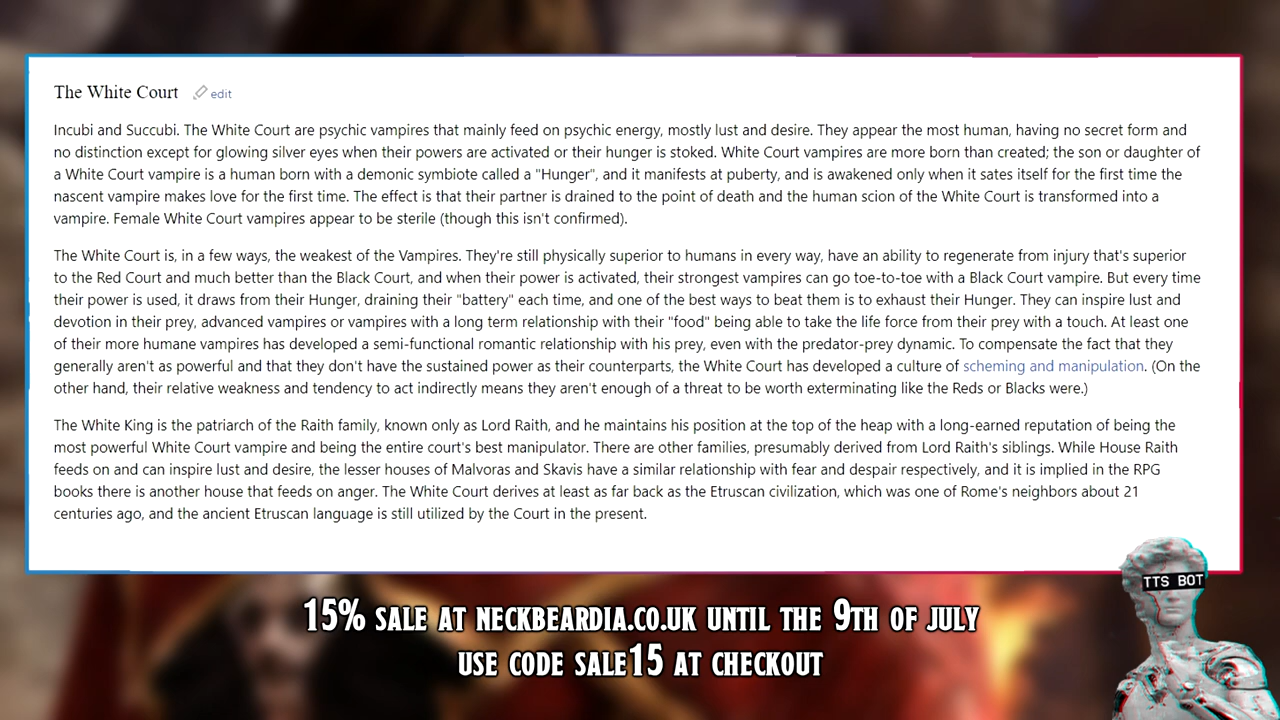 The White Court edit
Incubi and Succubi. The White Court are psychic vampires that mainly feed on psychic energy, mostly lust and desire. They appear the most human, having no secret form and
no distinction except for glowing silver eyes when their powers are activated or their hunger is stoked. White Court vampires are more born than created; the son or daughter of
a White Court vampire is a human born with a demonic symbiote called a "Hunger", and it manifests at puberty, and is awakened only when it sates itself for the first time the
nascent vampire makes love for the first time. The effect is that their partner is drained to the point of death and the human scion of the White Court is transformed into a
vampire. Female White Court vampires appear to be sterile (though this isn't confirmed).
The White Court is, in a few ways, the weakest of the Vampires. They're still physically superior to humans in every way, have an ability to regenerate from injury that's superior
to the Red Court and much better than the Black Court, and when their power is activated, their strongest vampires can go toe-to-toe with a Black Court vampire. But every time
their power is used, it draws from their Hunger, draining their "battery" each time, and one of the best ways to beat them is to exhaust their Hunger. They can inspire lust and
devotion in their prey, advanced vampires or vampires with a long term relationship with their "food" being able to take the life force from their prey with a touch. At least one
of their more humane vampires has developed a semi-functional romantic relationship with his prey, even with the predator-prey dynamic. To compensate the fact that they
generally aren't as powerful and that they don't have the sustained power as their counterparts, the White Court has developed a culture of scheming and manipulation. (On the
other hand, their relative weakness and tendency to act indirectly means they aren't enough of a threat to be worth exterminating like the Reds or Blacks were.)
The White King is the patriarch of the Raith family, known only as Lord Raith, and he maintains his position at the top of the heap with a long-earned reputation of being the
most powerful White Court vampire and being the entire court's best manipulator. There are other families, presumably derived from Lord Raith's siblings. While House Raith
feeds on and can inspire lust and desire, the lesser houses of Malvoras and Skavis have a similar relationship with fear and despair respectively, and it is implied in the RPG
books there is another house that feeds on anger. The White Court derives at least as far back as the Etruscan civilization, which was one of Rome's neighbors about 21
centuries ago, and the ancient Etruscan language is still utilized by the Court in the present.
TTS BOT
15% SALE AT NECKBEARDIA.CO.UK UNTIL THE 9TH OF JULY
USE CODE SALE15 AT CHECKOUT